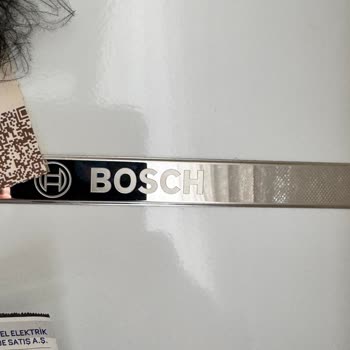 BOSCH
EL ELEKTRİK
E SATIŞ A.Ş.